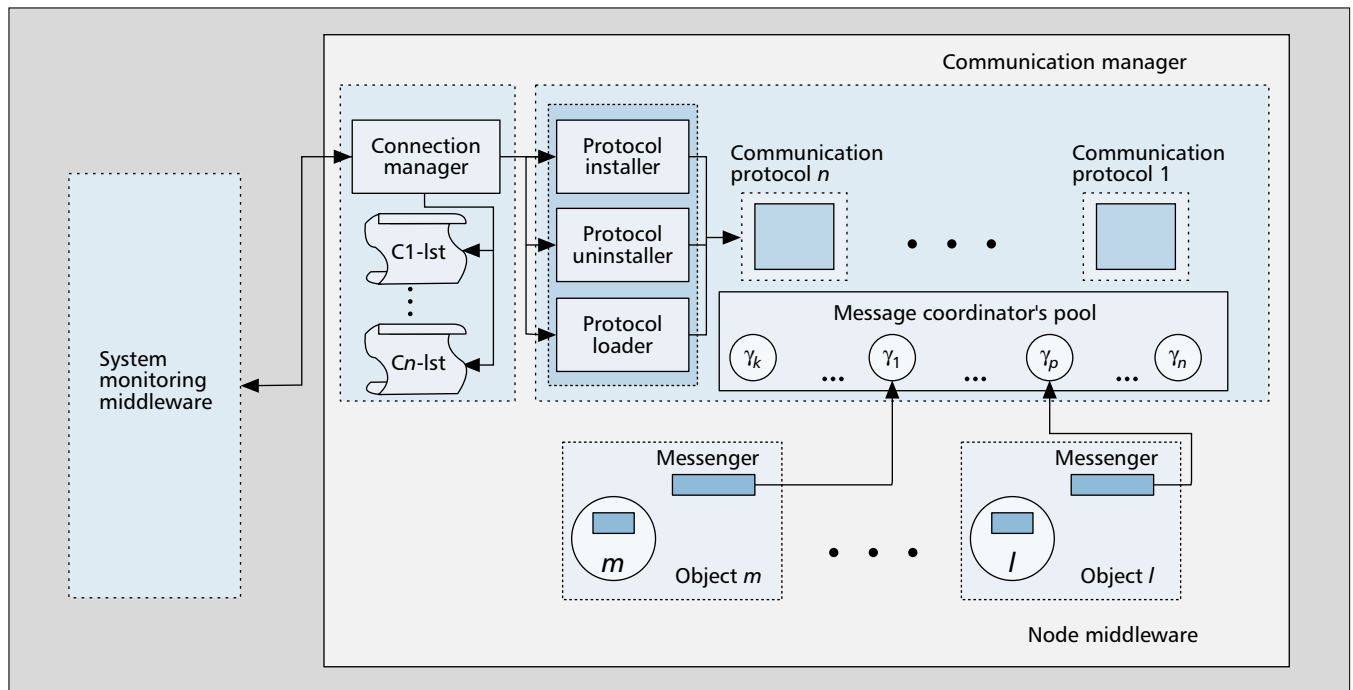 Communication manager
Connection
manager
Protocol
installer
Communication
protocol n
Communication
protocol 1
C1-lst
Protocol
uninstaller
• • •
Message coordinator's pool
Cn-lst
Protocol
loader
γk ... γ1 ... γp ... γn
System
monitoring
middleware
Messenger
Messenger
m
Object m
• • •
l
Object l
Node middleware